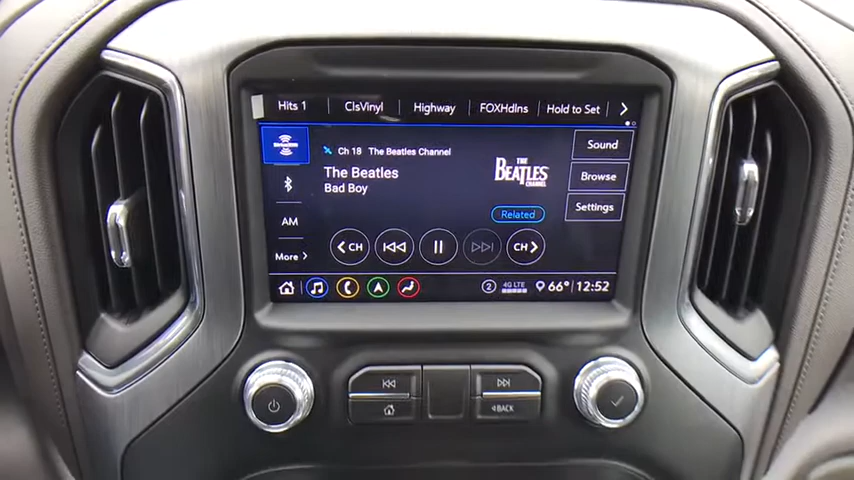 Hits 1
ClsVinyl
Highway
FOXHdlns
Hold to Set
SiriusXM
Ch 18 The Beatles Channel
The Beatles
Bad Boy
THE BEATLES CHANNEL
Sound
Browse
Settings
Related
AM
More
CH
CH
2
4G LTE
66°
12:52
BACK